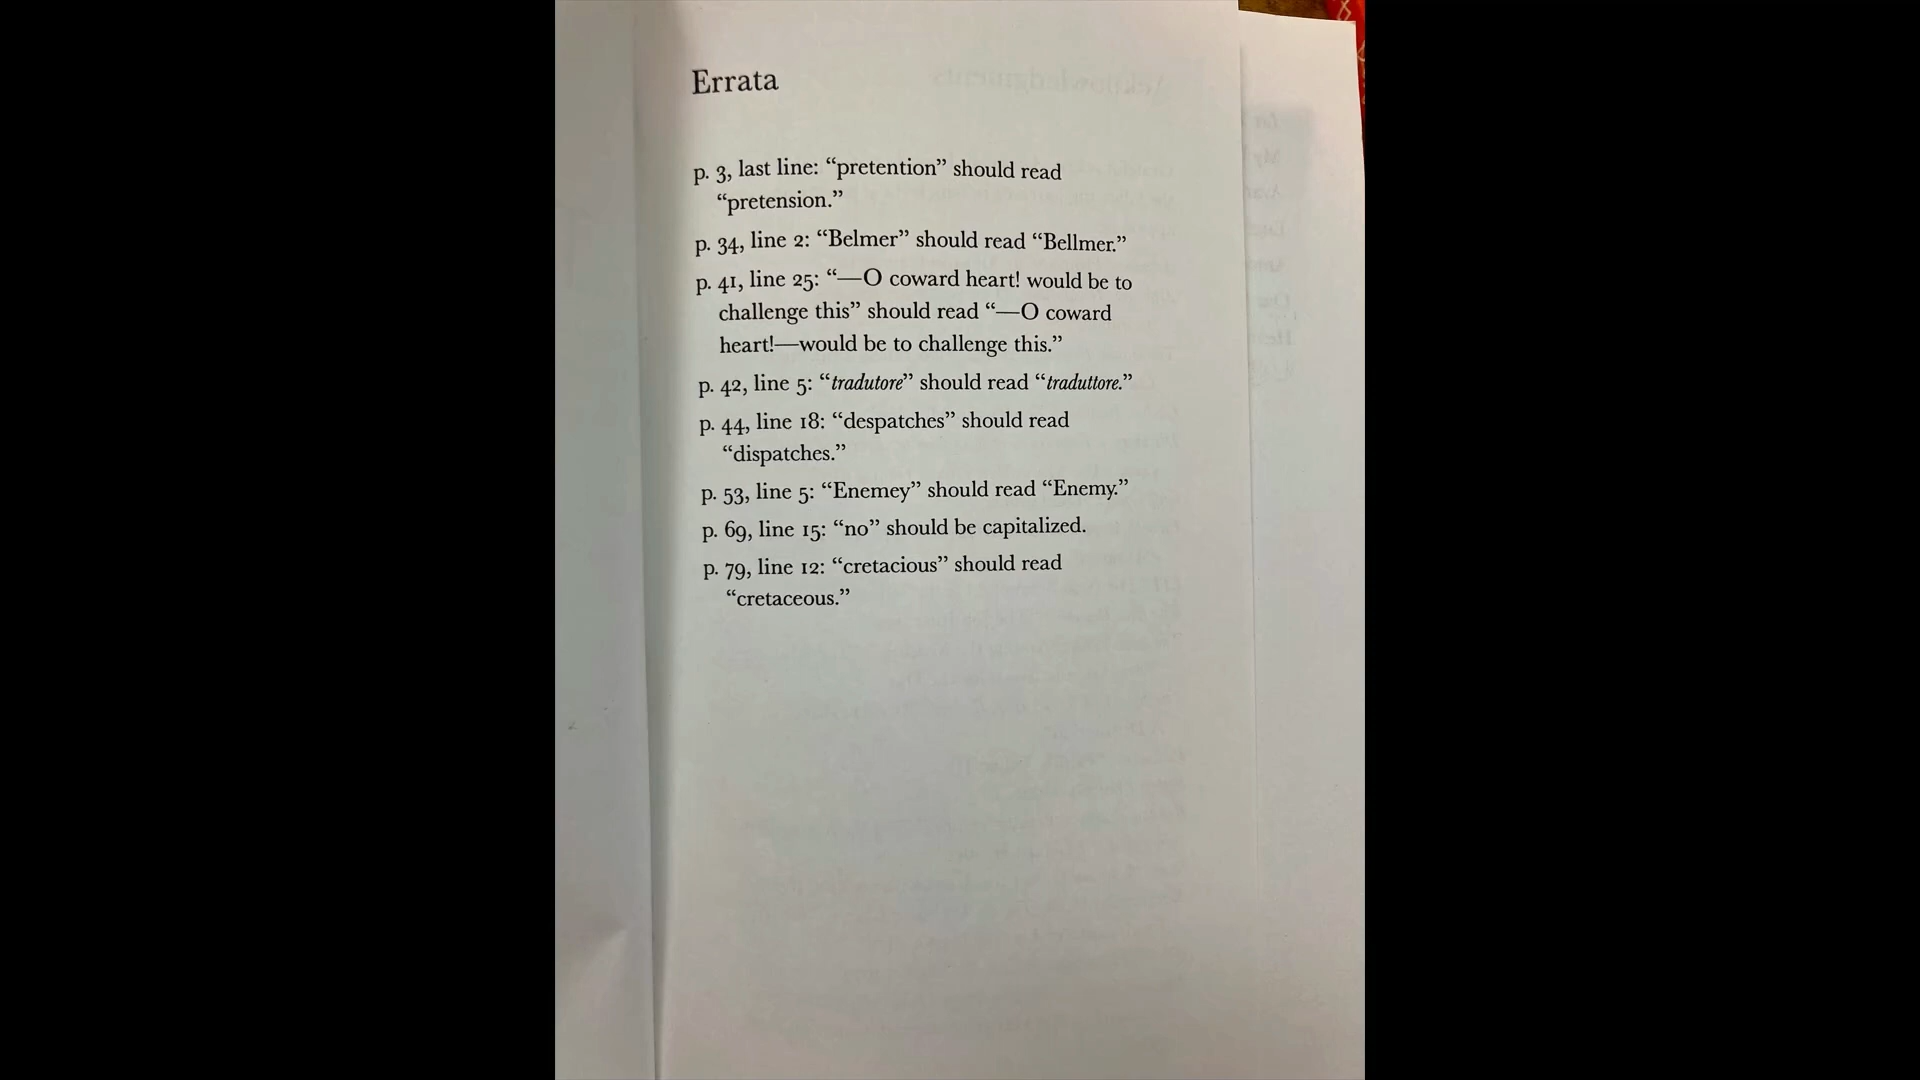 Errata
p. 3, last line: “pretention” should read
“pretension.”
p. 34, line 2: “Belmer” should read “Bellmer.”
p. 41, line 25: “—O coward heart! would be to
challenge this” should read “—O coward
heart!—would be to challenge this.”
p. 42, line 5: “tradutore” should read “traduttore.”
p. 44, line 18: “despatches” should read
“dispatches.”
p. 53, line 5: “Enemey” should read “Enemy.”
p. 69, line 15: “no” should be capitalized.
p. 79, line 12: “cretacious” should read
“cretaceous.”